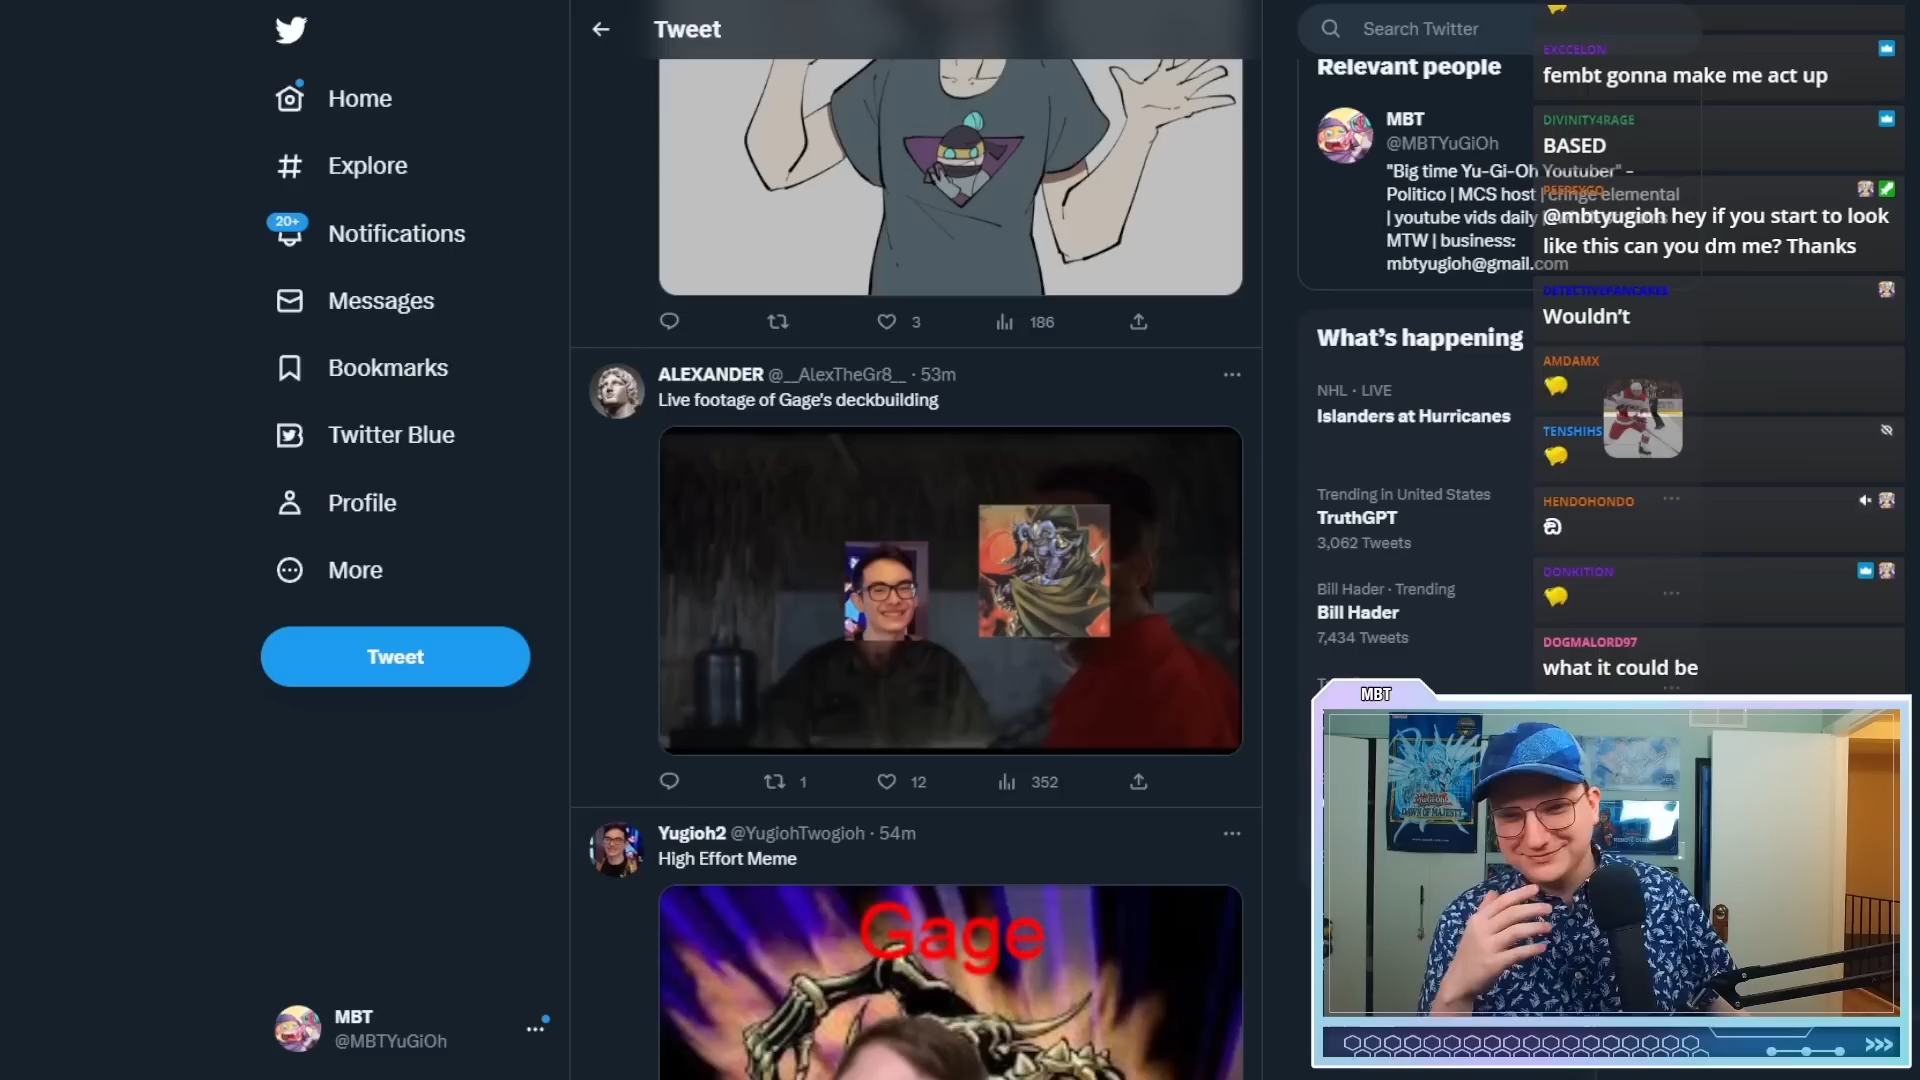 Home
Explore
20+
Notifications
Messages
Bookmarks
Twitter Blue
Profile
More
Tweet
MBT
@MBTYuGiOh
Tweet
3
186
ALEXANDER @__AlexTheGr8__ · 53m
Live footage of Gage's deckbuilding
1
12
352
Yugioh2 @YugiohTwogioh · 54m
High Effort Meme
Gage
Search Twitter
Relevant people
MBT
@MBTYuGiOh
"Big time Yu-Gi-Oh Youtuber" –
Politico | MCS host | cringe elemental
| youtube vids daily
MTW | business:
mbtyugioh@gmail.com
What's happening
NHL · LIVE
Islanders at Hurricanes
Trending in United States
TruthGPT
3,062 Tweets
Bill Hader · Trending
Bill Hader
7,434 Tweets
EXCCELON
fembt gonna make me act up
DIVINITY4RAGE
BASED
@mbtyugioh hey if you start to look
like this can you dm me? Thanks
DETECTIVEPANCAKES
Wouldn't
AMDAMX
TENSHIHS
HENDOHONDO
ඞ
DONKITION
DOGMALORD97
what it could be
MBT
DAWN OF MAJESTY